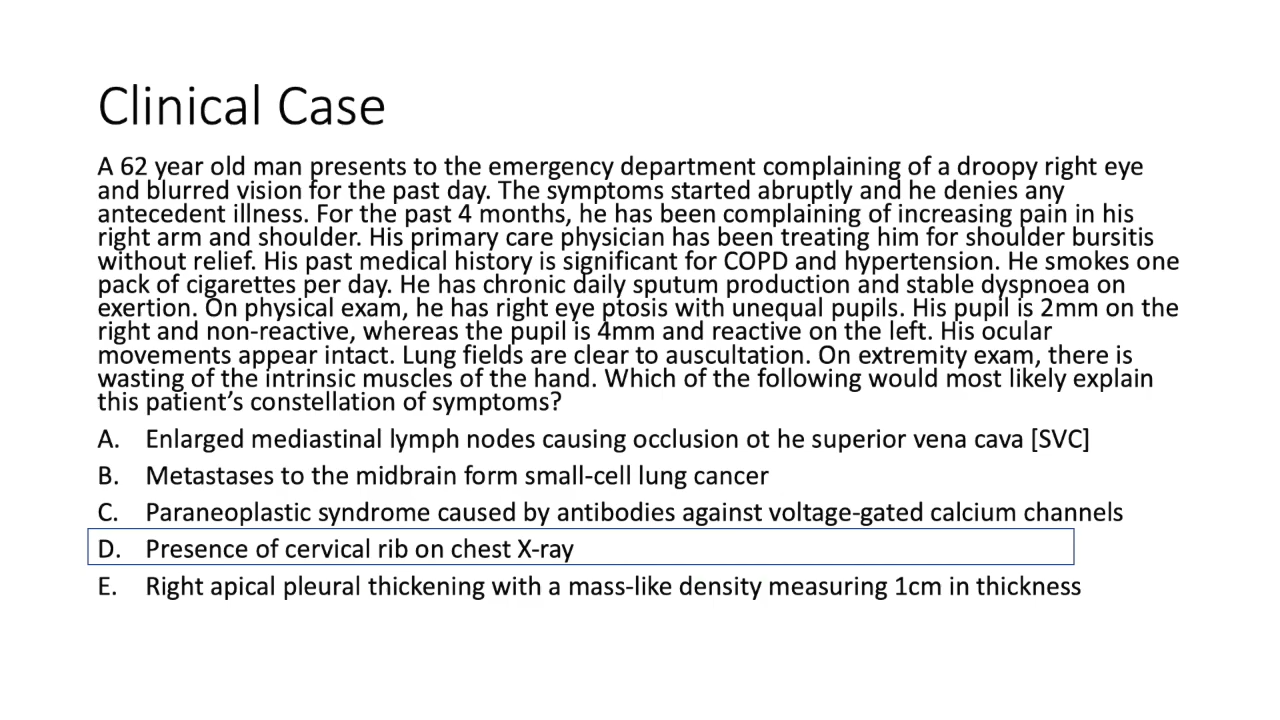 Clinical Case
A 62 year old man presents to the emergency department complaining of a droopy right eye
and blurred vision for the past day. The symptoms started abruptly and he denies any
antecedent illness. For the past 4 months, he has been complaining of increasing pain in his
right arm and shoulder. His primary care physician has been treating him for shoulder bursitis
without relief. His past medical history is significant for COPD and hypertension. He smokes one
pack of cigarettes per day. He has chronic daily sputum production and stable dyspnoea on
exertion. On physical exam, he has right eye ptosis with unequal pupils. His pupil is 2mm on the
right and non-reactive, whereas the pupil is 4mm and reactive on the left. His ocular
movements appear intact. Lung fields are clear to auscultation. On extremity exam, there is
wasting of the intrinsic muscles of the hand. Which of the following would most likely explain
this patient’s constellation of symptoms?
A. Enlarged mediastinal lymph nodes causing occlusion ot he superior vena cava [SVC]
B. Metastases to the midbrain form small-cell lung cancer
C. Paraneoplastic syndrome caused by antibodies against voltage-gated calcium channels
D. Presence of cervical rib on chest X-ray
E. Right apical pleural thickening with a mass-like density measuring 1cm in thickness